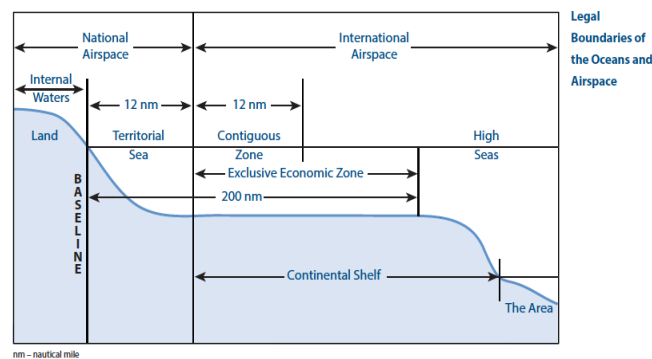 Legal
Boundaries of
the Oceans and
Airspace
National
Airspace
International
Airspace
Internal
Waters
12 nm
12 nm
Land
Territorial
Sea
Contiguous
Zone
High
Seas
Exclusive Economic Zone
200 nm
BASELINE
Continental Shelf
The Area
nm – nautical mile